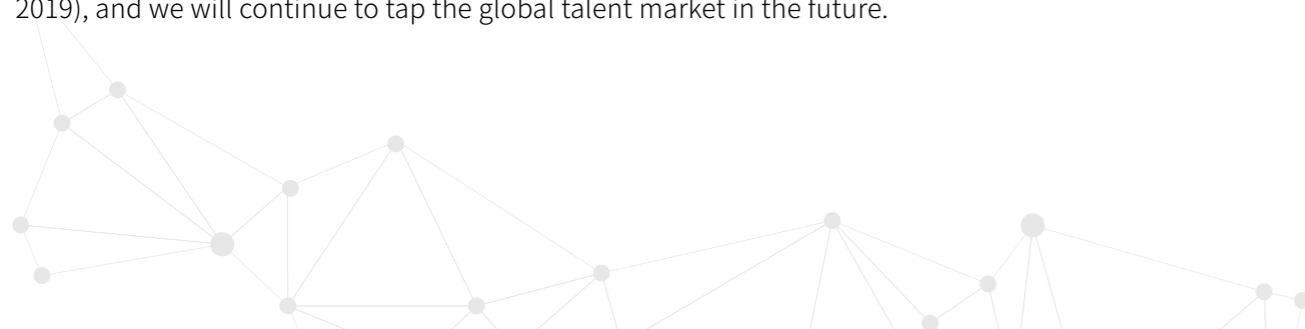 2019), and we will continue to tap the global talent market in the future.